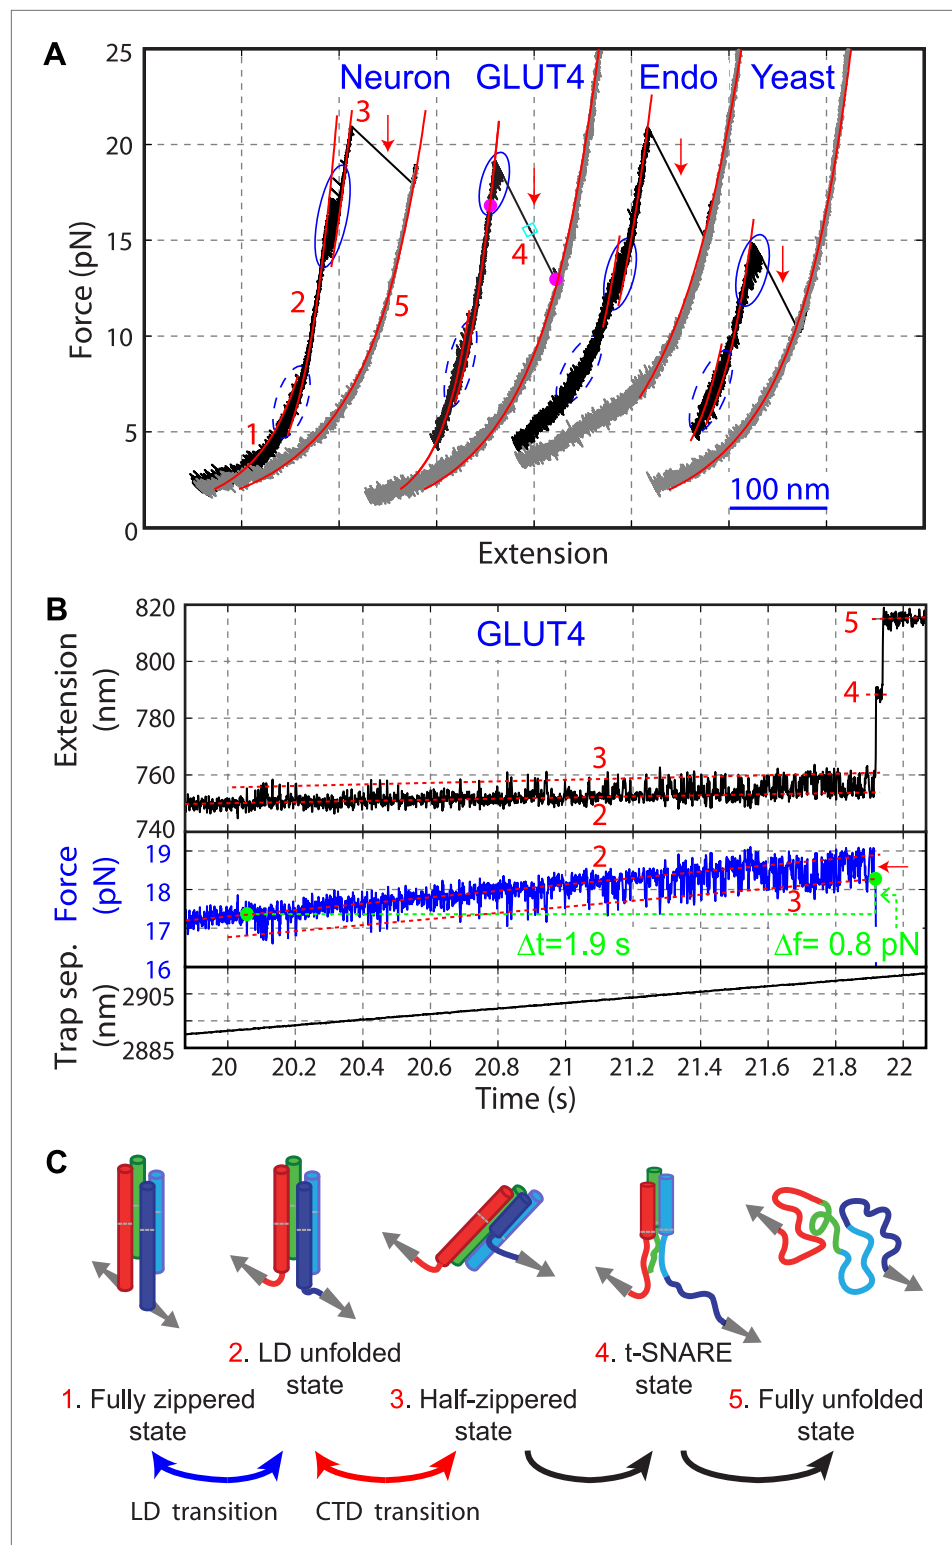 A
25
20
15
10
5
0
Force (pN)
Neuron GLUT4 Endo Yeast
3
2
1
5
4
100 nm
Extension
B
GLUT4
820
800
780
760
740
Extension
(nm)
5
4
3
2
19
18
17
16
Force
(pN)
2
3
Δt=1.9 s
Δf= 0.8 pN
2905
2885
Trap sep.
(nm)
20 20.2 20.4 20.6 20.8 21 21.2 21.4 21.6 21.8 22
Time (s)
C
2. LD unfolded
state
4. t-SNARE
state
1. Fully zippered
state
3. Half-zippered
state
5. Fully unfolded
state
LD transition
CTD transition